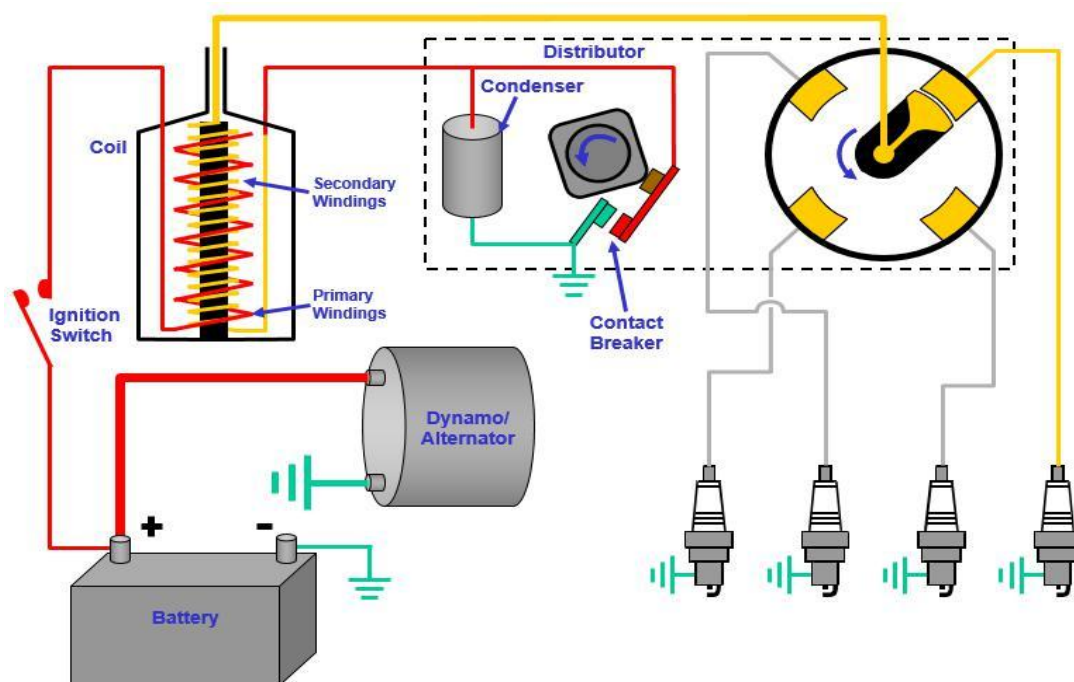 Distributor
Condenser
Coil
Secondary
Windings
Primary
Windings
Ignition
Switch
Contact
Breaker
Dynamo/
Alternator
+ -
Battery